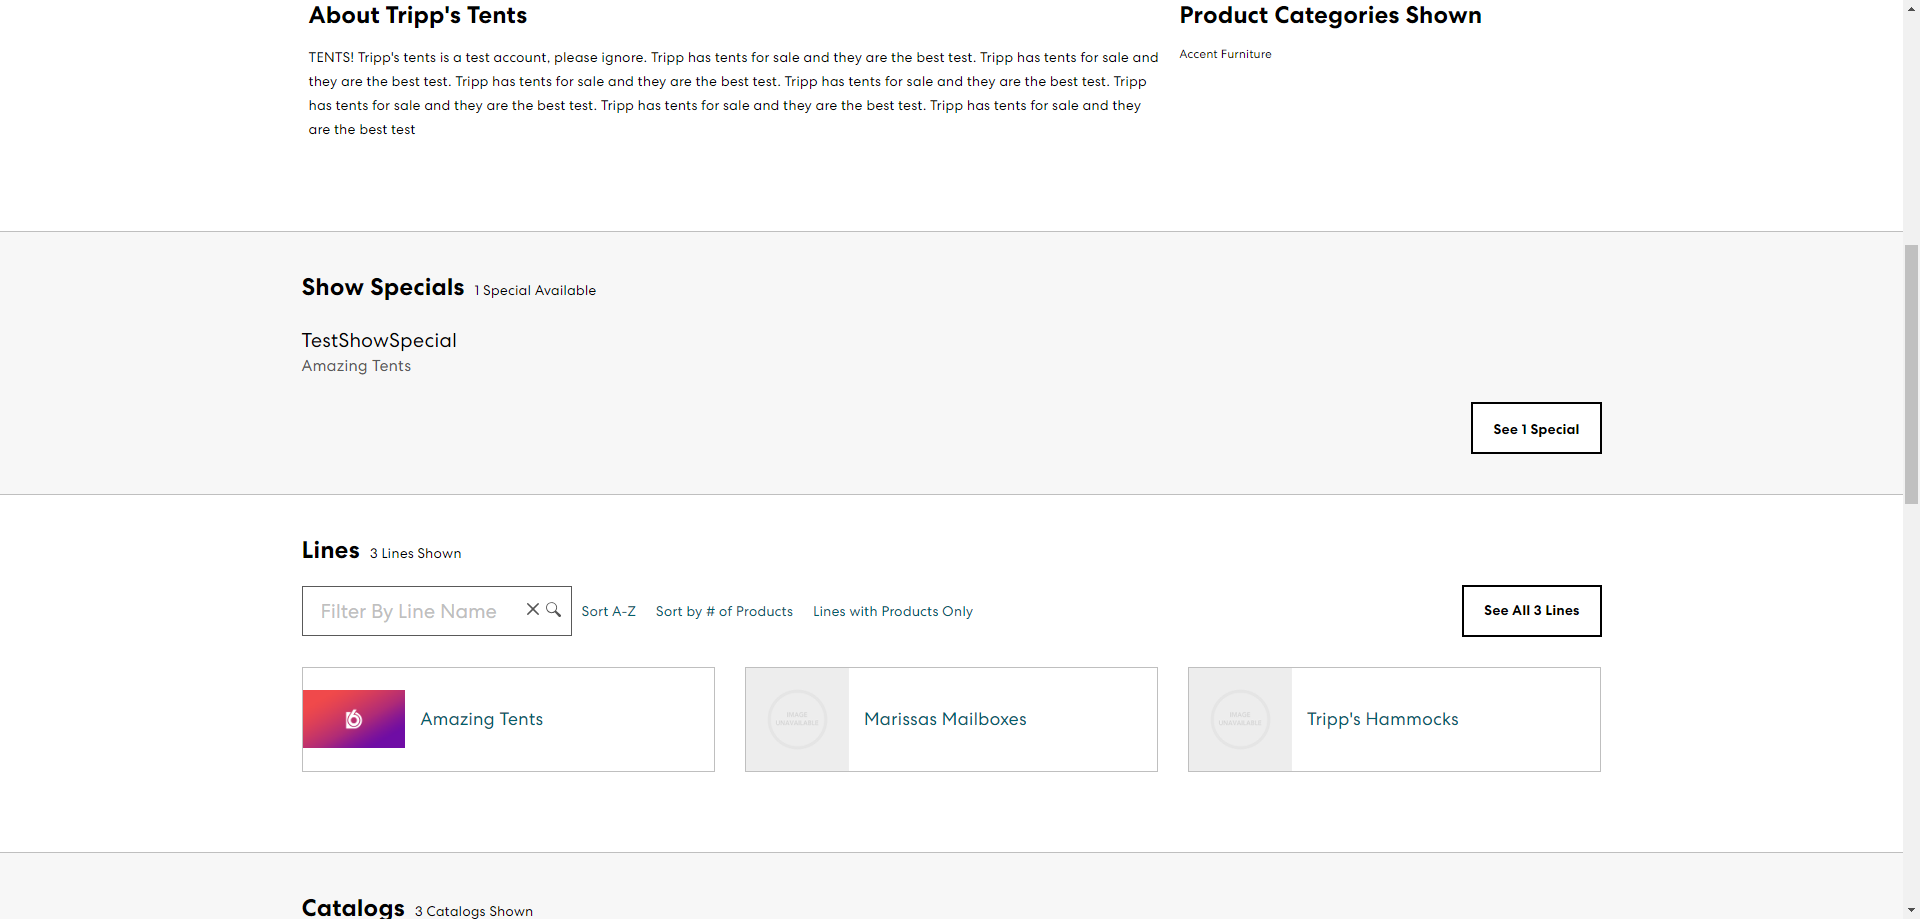 About Tripp's Tents
TENTS! Tripp's tents is a test account, please ignore. Tripp has tents for sale and they are the best test. Tripp has tents for sale and
they are the best test. Tripp has tents for sale and they are the best test. Tripp has tents for sale and they are the best test. Tripp
has tents for sale and they are the best test. Tripp has tents for sale and they are the best test. Tripp has tents for sale and they
are the best test
Product Categories Shown
Accent Furniture
Show Specials 1 Special Available
TestShowSpecial
Amazing Tents
See 1 Special
Lines 3 Lines Shown
Filter By Line Name
Sort A-Z Sort by # of Products Lines with Products Only
See All 3 Lines
Amazing Tents
IMAGE
UNAVAILABLE
Marissas Mailboxes
IMAGE
UNAVAILABLE
Tripp's Hammocks
Catalogs 3 Catalogs Shown